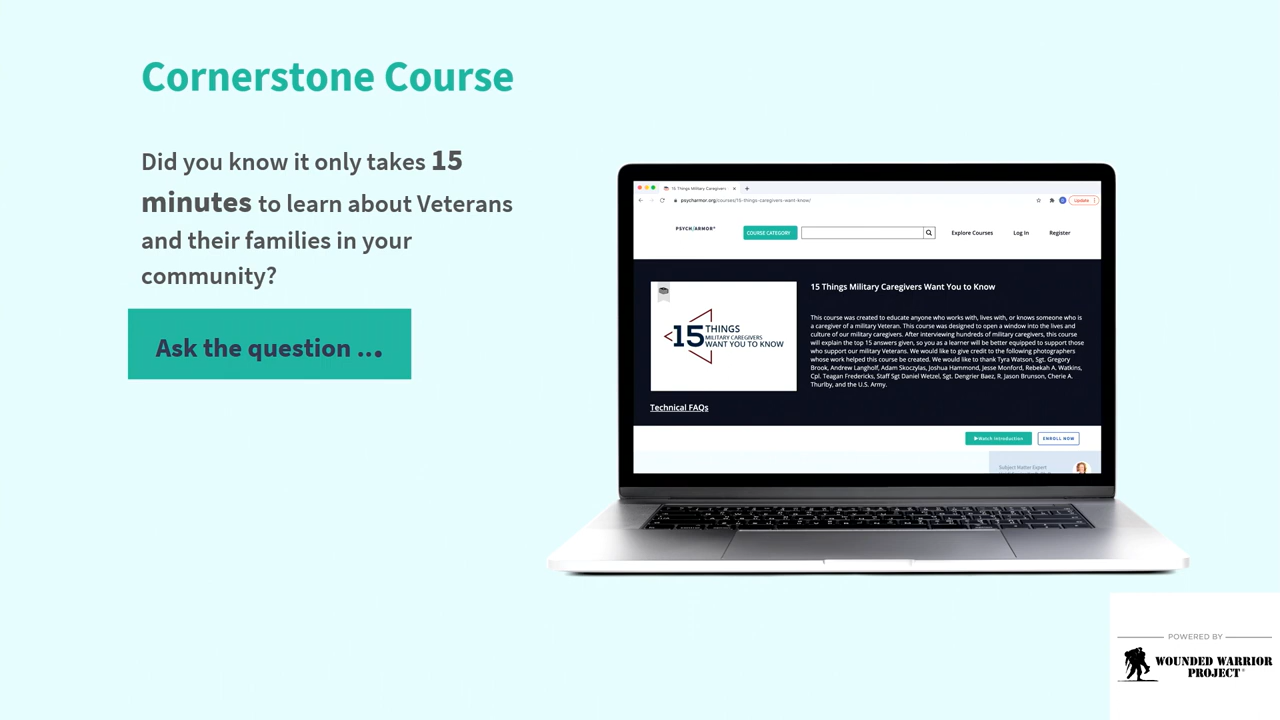 Cornerstone Course
Did you know it only takes 15
minutes to learn about Veterans
and their families in your
community?
Ask the question ...
15 Things Military Caregivers
psycharmor.org/courses/15-things-caregivers-want-know/
Update
PSYCH/ARMOR
COURSE CATEGORY
Explore Courses
Log In
Register
15 THINGS
MILITARY CAREGIVERS
WANT YOU TO KNOW
Technical FAQs
15 Things Military Caregivers Want You to Know
This course was created to educate anyone who works with, lives with, or knows someone who is
a caregiver of a military Veteran. This course was designed to open a window into the lives and
culture of our military caregivers. After interviewing hundreds of military caregivers, this course
will explain the top 15 answers given, so you as a learner will be better equipped to support those
who support our military Veterans. We would like to give credit to the following photographers
whose work helped this course be created. We would like to thank Tyra Watson, Sgt. Gregory
Brook, Andrew Langholf, Adam Skoczylas, Joshua Hammond, Jesse Monford, Rebekah A. Watkins,
Cpl. Teagan Fredericks, Staff Sgt Daniel Wetzel, Sgt. Dengrier Baez, R. Jason Brunson, Cherie A.
Thurlby, and the U.S. Army.
Watch Introduction
ENROLL NOW
Subject Matter Expert
POWERED BY
WOUNDED WARRIOR
PROJECT